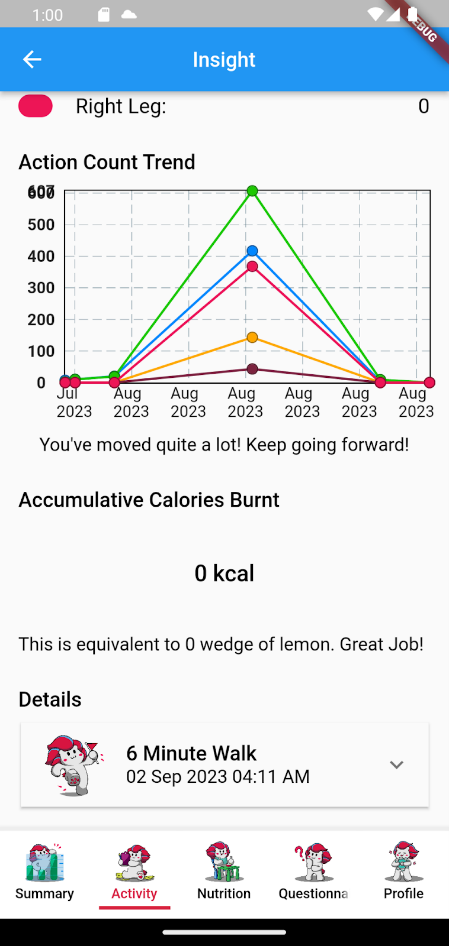 1:00
DEBUG
Insight
Right Leg: 0
Action Count Trend
607
600
500
400
300
200
100
0
Jul Aug Aug Aug Aug Aug Aug
2023 2023 2023 2023 2023 2023 2023
You've moved quite a lot! Keep going forward!
Accumulative Calories Burnt
0 kcal
This is equivalent to 0 wedge of lemon. Great Job!
Details
6 Minute Walk
02 Sep 2023 04:11 AM
Summary Activity Nutrition Questionna Profile